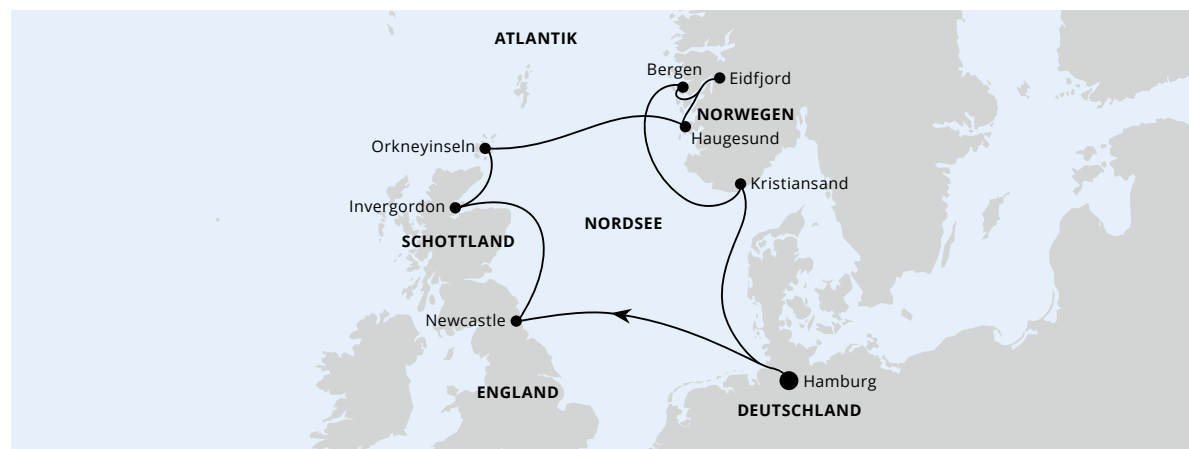 ATLANTIK
Bergen
Eidfjord
NORWEGEN
Haugesund
Orkneyinseln
Kristiansand
Invergordon
NORDSEE
SCHOTTLAND
Newcastle
Hamburg
ENGLAND
DEUTSCHLAND